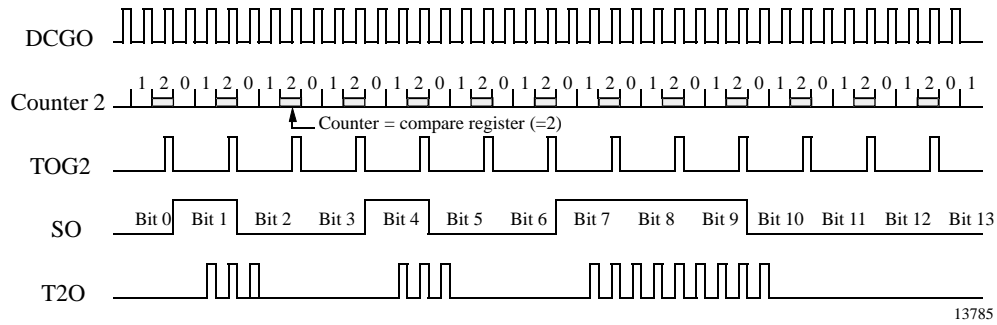 DCGO
1 2 0 1 2 0 1 2 0 1 2 0 1 2 0 1 2 0 1 2 0 1 2 0 1 2 0 1 2 0 1 2 0 1 2 0 1 2 0 1
Counter 2
Counter = compare register (=2)
TOG2
SO
Bit 0 Bit 1 Bit 2 Bit 3 Bit 4 Bit 5 Bit 6 Bit 7 Bit 8 Bit 9 Bit 10 Bit 11 Bit 12 Bit 13
T2O
13785